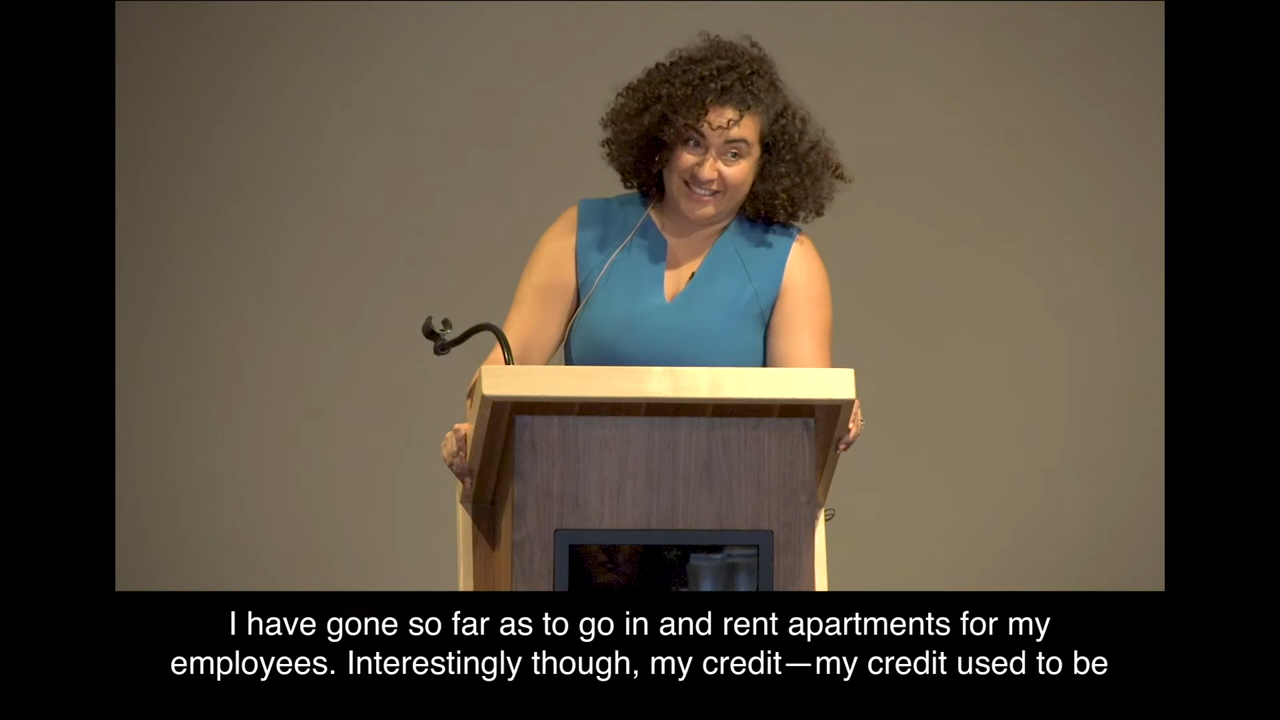 I have gone so far as to go in and rent apartments for my
employees. Interestingly though, my credit—my credit used to be